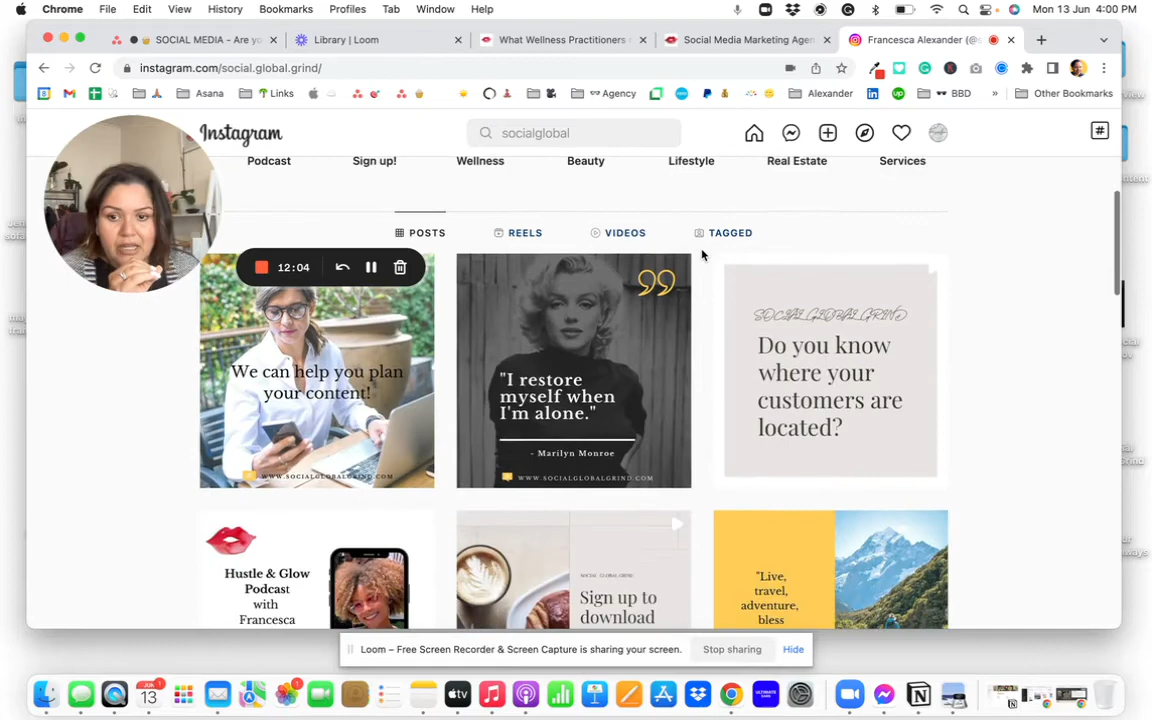 Chrome File Edit View History Bookmarks Profiles Tab Window Help
Mon 13 Jun 4:00 PM
SOCIAL MEDIA - Are yo
Library | Loom
What Wellness Practitioners
Social Media Marketing Agen
Francesca Alexander (@s
instagram.com/social.global.grind/
Asana
Links
Agency
Alexander
BBD
Other Bookmarks
Instagram
socialglobal
Podcast
Sign up!
Wellness
Beauty
Lifestyle
Real Estate
Services
POSTS
REELS
VIDEOS
TAGGED
12:04
We can help you plan
your content!
WWW.SOCIALGLOBALGRIND.COM
"I restore
myself when
I'm alone."
- Marilyn Monroe
WWW.SOCIALGLOBALGRIND.COM
SOCIAL GLOBAL GRIND
Do you know
where your
customers are
located?
Hustle & Glow
Podcast
with
Francesca
SOCIAL GLOBAL GRIND
Sign up to
download
"Live,
travel,
adventure,
bless
Loom – Free Screen Recorder & Screen Capture is sharing your screen.
Stop sharing
Hide
JUN
13